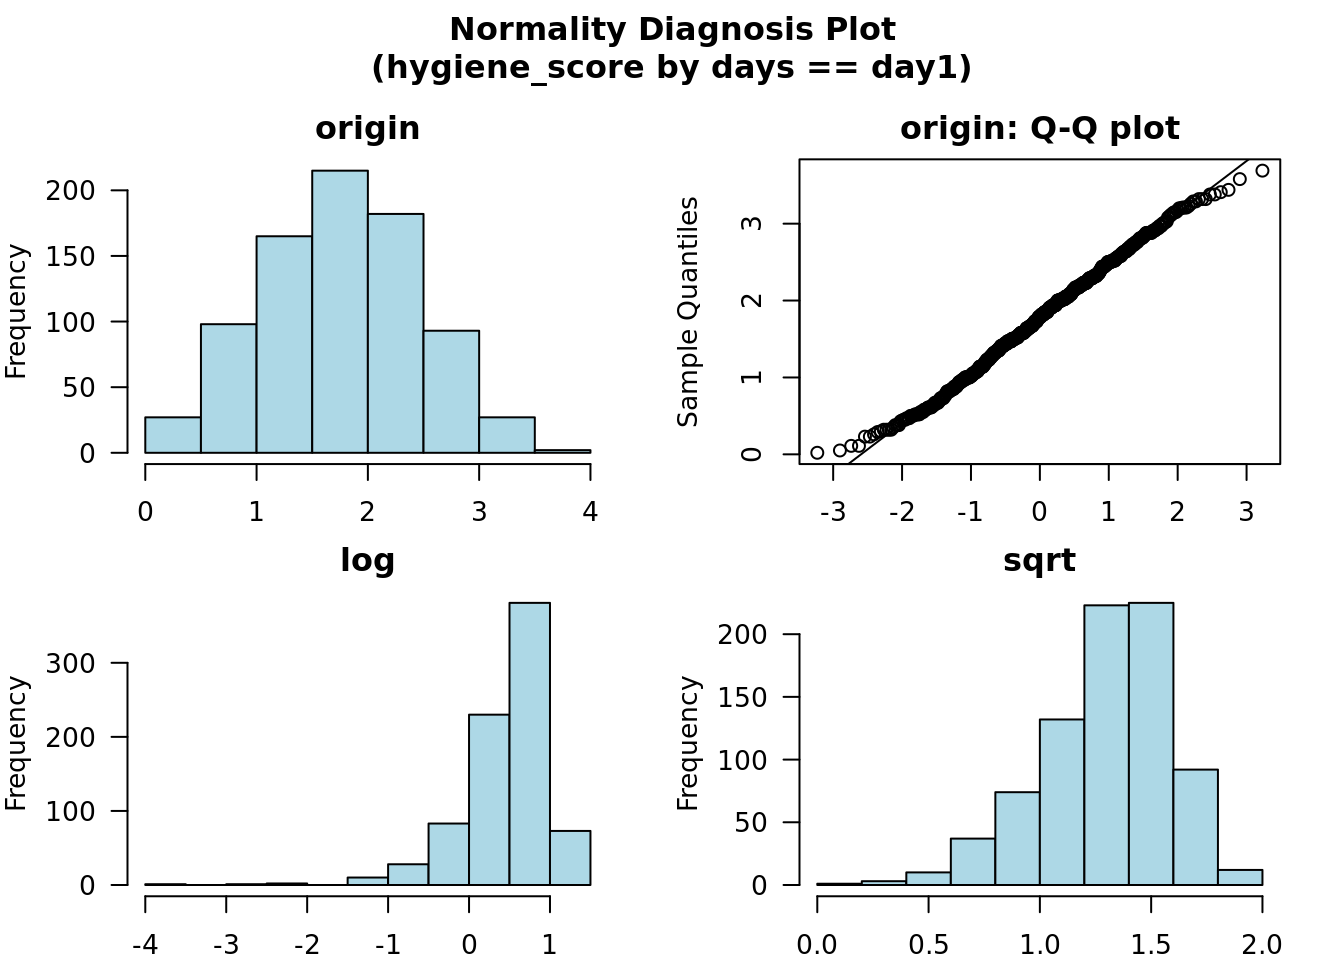 Normality Diagnosis Plot
(hygiene_score by days == day1)
origin
Frequency
200
150
100
50
0
0 1 2 3 4
origin: Q-Q plot
Sample Quantiles
3
2
1
0
-3 -2 -1 0 1 2 3
log
Frequency
300
200
100
0
-4 -3 -2 -1 0 1
sqrt
Frequency
200
150
100
50
0
0.0 0.5 1.0 1.5 2.0